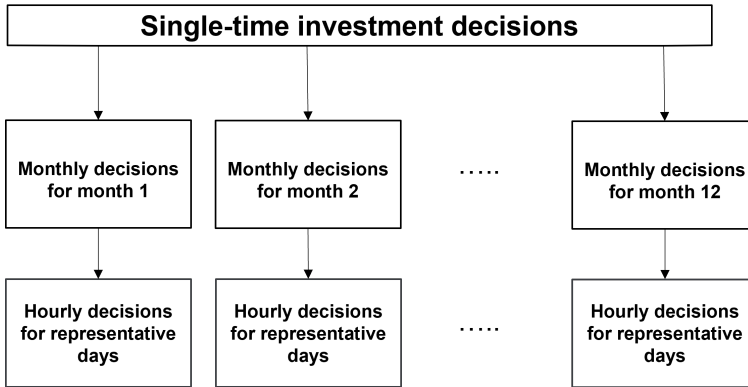 Single-time investment decisions
Monthly decisions
for month 1
Monthly decisions
for month 2
.....
Monthly decisions
for month 12
Hourly decisions
for representative
days
Hourly decisions
for representative
days
.....
Hourly decisions
for representative
days